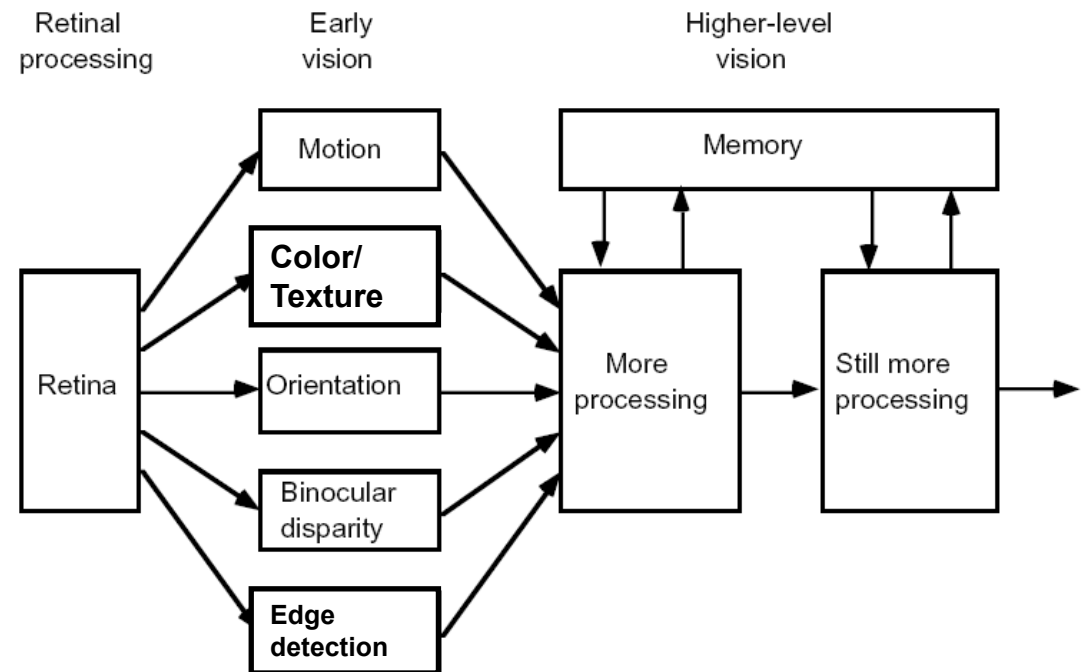 Retinal
processing
Early
vision
Higher-level
vision
Motion
Memory
Color/
Texture
Retina
Orientation
More
processing
Still more
processing
Binocular
disparity
Edge
detection